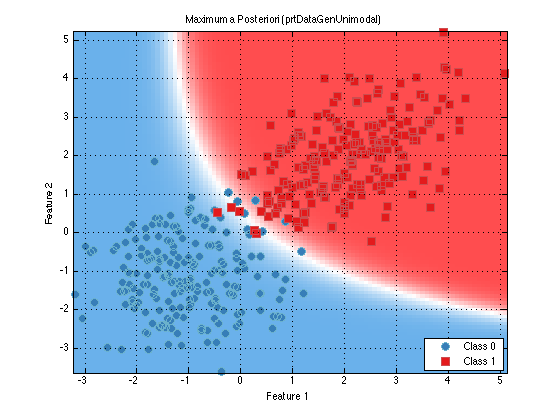 Maximum a Posteriori (prtDataGenUnimodal)
5
4
3
2
1
0
-1
-2
-3
Feature 2
-3 -2 -1 0 1 2 3 4 5
Feature 1
Class 0
Class 1